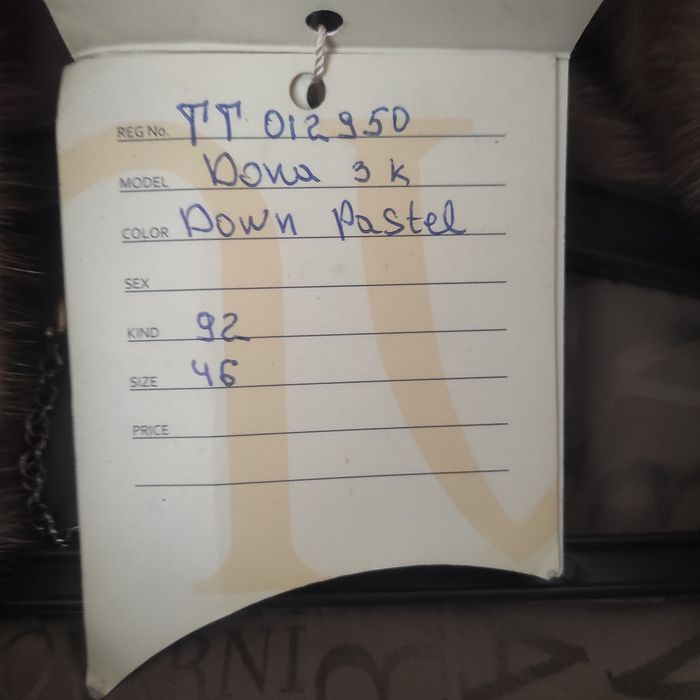 REG No. TT 012950
MODEL Dona 3 K
COLOR Down Pastel
SEX
KIND 92
SIZE 46
PRICE